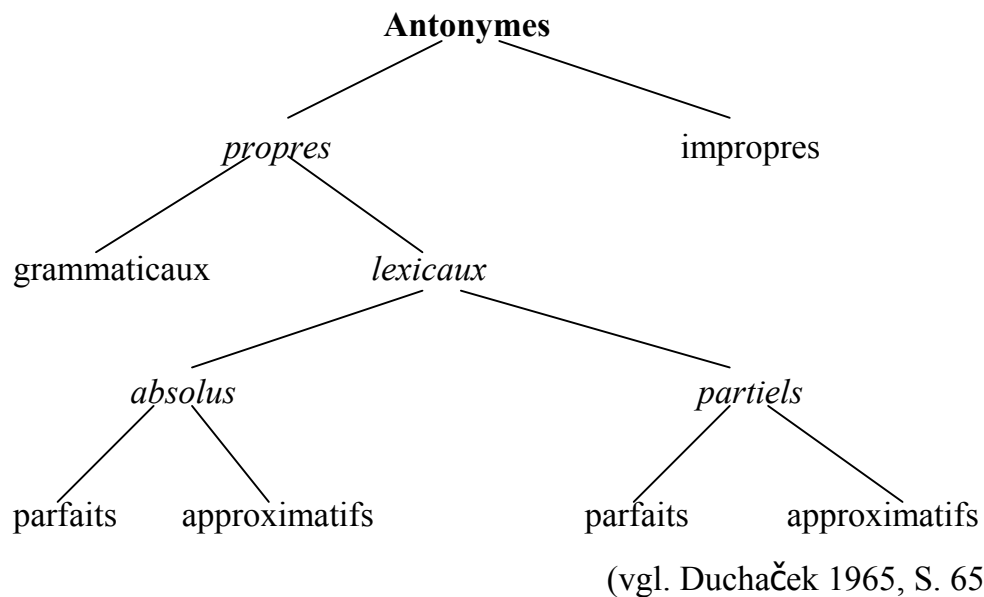 Antonymes
propres impropres
grammaticaux lexicaux
absolus partiels
parfaits approximatifs parfaits approximatifs
(vgl. Duchaček 1965, S. 65